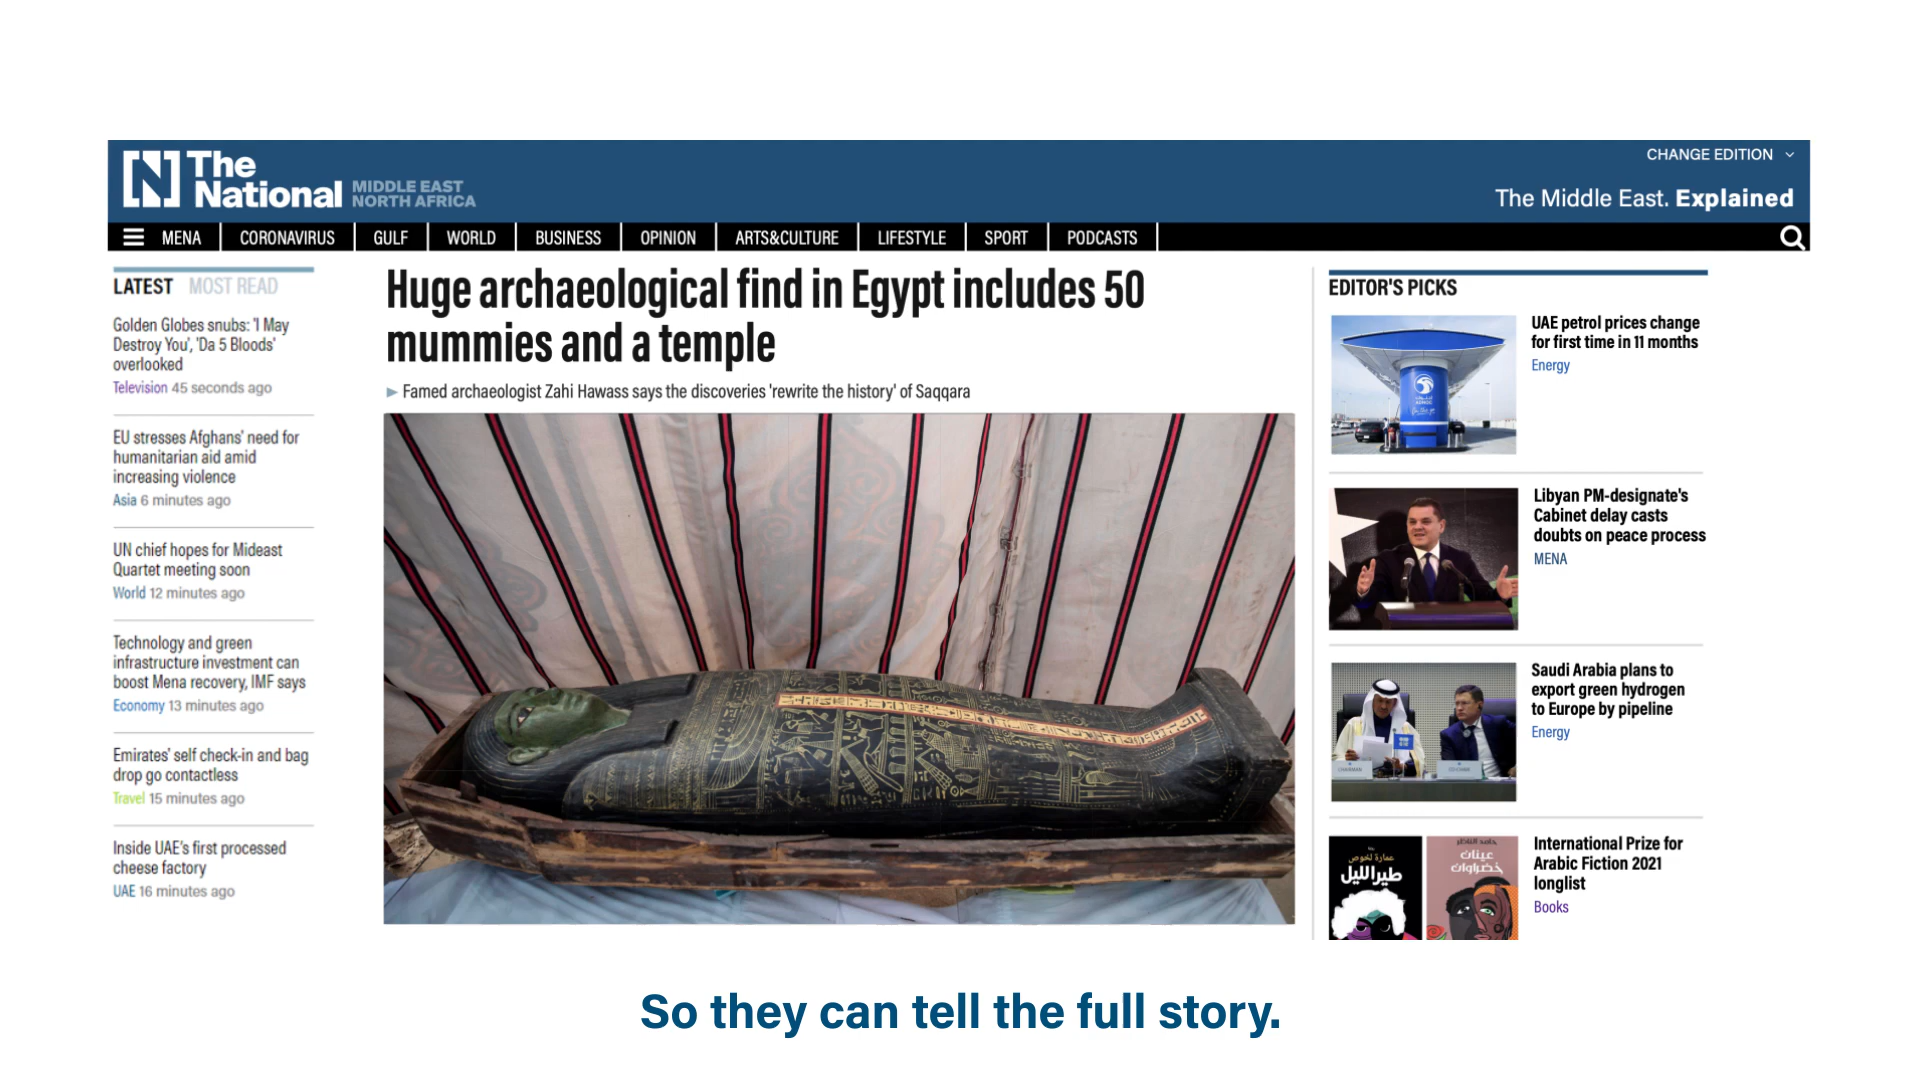 The
National
MIDDLE EAST
NORTH AFRICA
CHANGE EDITION
The Middle East. Explained
MENA
CORONAVIRUS
GULF
WORLD
BUSINESS
OPINION
ARTS&CULTURE
LIFESTYLE
SPORT
PODCASTS
LATEST MOST READ
Golden Globes snubs: 'I May
Destroy You', 'Da 5 Bloods'
overlooked
Television 45 seconds ago
EU stresses Afghans' need for
humanitarian aid amid
increasing violence
Asia 6 minutes ago
UN chief hopes for Mideast
Quartet meeting soon
World 12 minutes ago
Technology and green
infrastructure investment can
boost Mena recovery, IMF says
Economy 13 minutes ago
Emirates' self check-in and bag
drop go contactless
Travel 15 minutes ago
Inside UAE's first processed
cheese factory
UAE 16 minutes ago
Huge archaeological find in Egypt includes 50
mummies and a temple
Famed archaeologist Zahi Hawass says the discoveries 'rewrite the history' of Saqqara
EDITOR'S PICKS
UAE petrol prices change
for first time in 11 months
Energy
Libyan PM-designate's
Cabinet delay casts
doubts on peace process
MENA
Saudi Arabia plans to
export green hydrogen
to Europe by pipeline
Energy
CHAIRMAN
عمارة لخوص
طير الليل
حامد الناظر
عينان
خضراوان
International Prize for
Arabic Fiction 2021
longlist
Books
So they can tell the full story.